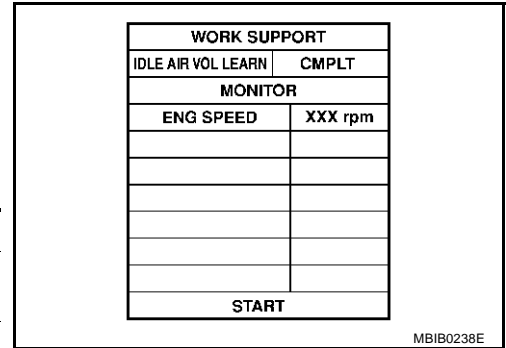 WORK SUPPORT
IDLE AIR VOL LEARN CMPLT
MONITOR
ENG SPEED XXX rpm
START
MBIB0238E